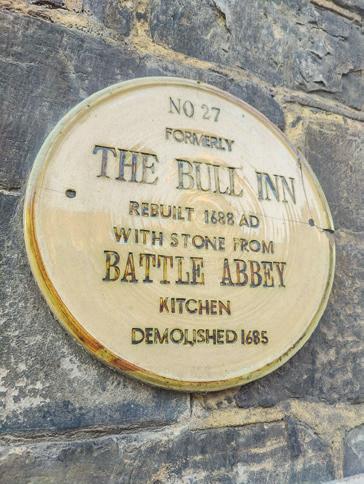 NO 27
FORMERLY
THE BULL INN
REBUILT 1688 AD
WITH STONE FROM
BATTLE ABBEY
KITCHEN
DEMOLISHED 1685